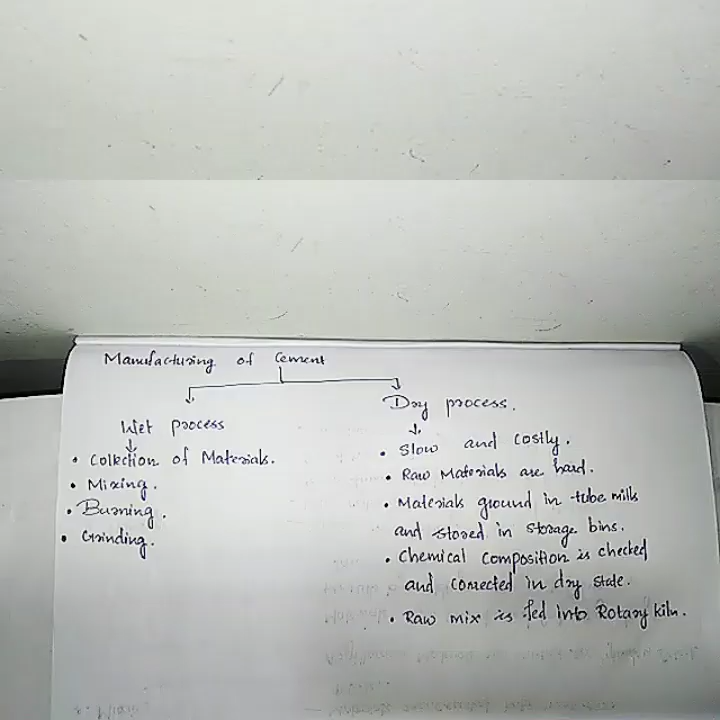 Manufacturing of Cement
Wet process
• Collection of Materials.
• Mixing.
• Burning.
• Grinding.
Dry process.
• Slow and costly.
• Raw Materials are hard.
• Materials ground in tube mills
and stored in storage bins.
• Chemical composition is checked
and corrected in dry state.
• Raw mix is fed into Rotary kiln.